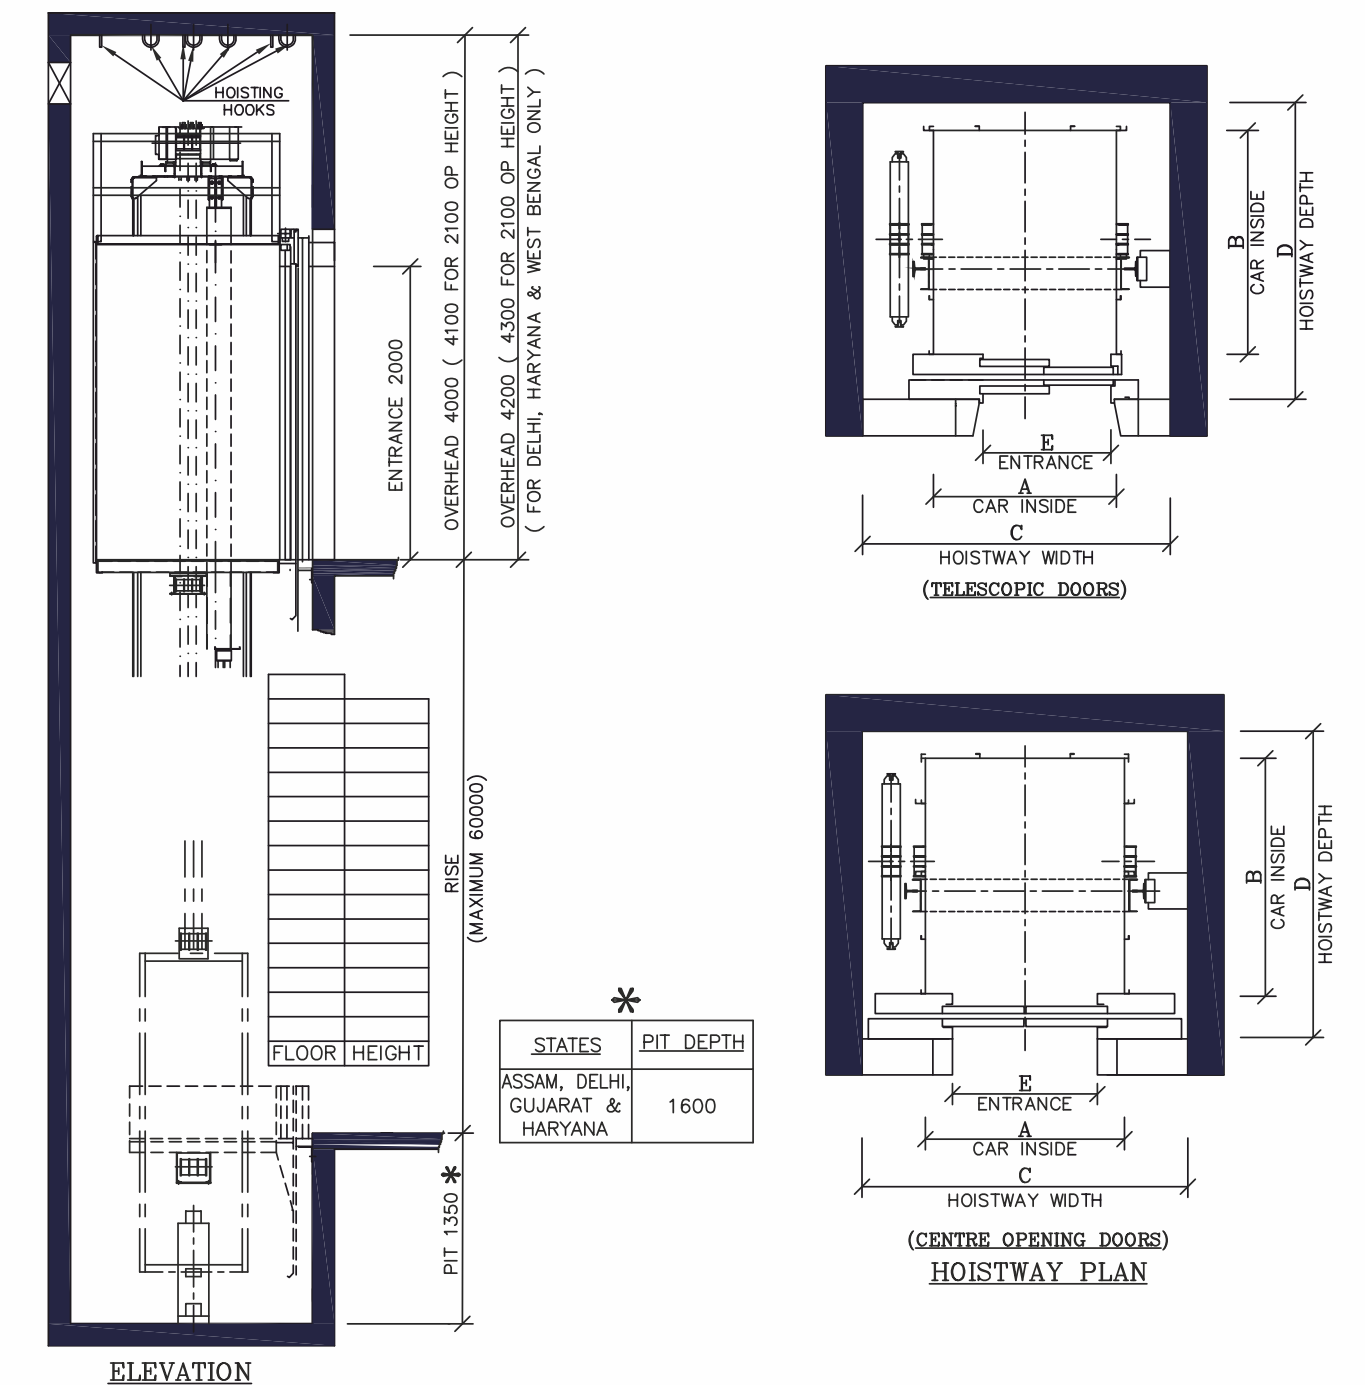 HOISTING
HOOKS
ENTRANCE 2000
OVERHEAD 4000 ( 4100 FOR 2100 OP HEIGHT )
OVERHEAD 4200 ( 4300 FOR 2100 OP HEIGHT )
( FOR DELHI, HARYANA & WEST BENGAL ONLY )
RISE
(MAXIMUM 60000)
FLOOR HEIGHT
PIT 1350 *
ELEVATION
*
STATES PIT DEPTH
ASSAM, DELHI,
GUJARAT &
HARYANA
1600
B
CAR INSIDE
D
HOISTWAY DEPTH
E
ENTRANCE
A
CAR INSIDE
C
HOISTWAY WIDTH
(TELESCOPIC DOORS)
B
CAR INSIDE
D
HOISTWAY DEPTH
E
ENTRANCE
A
CAR INSIDE
C
HOISTWAY WIDTH
(CENTRE OPENING DOORS)
HOISTWAY PLAN